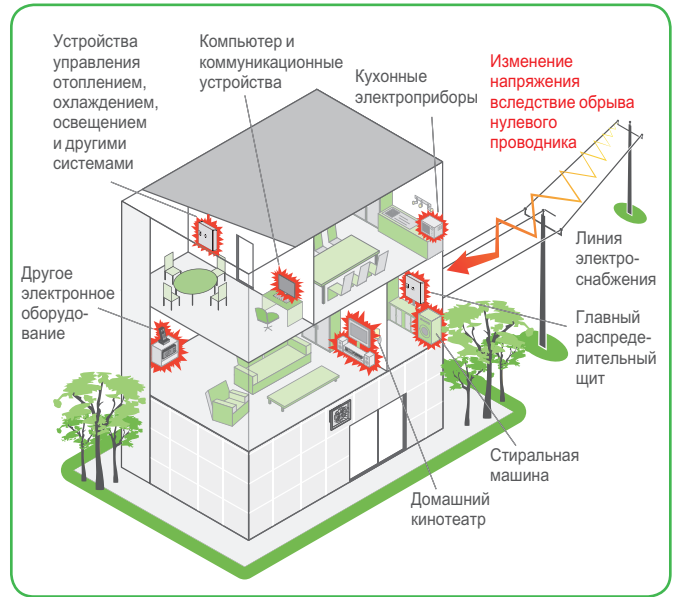 Устройства
управления
отоплением,
охлаждением,
освещением
и другими
системами
Компьютер и
коммуникационные
устройства
Кухонные
электроприборы
Изменение
напряжения
вследствие обрыва
нулевого
проводника
Линия
электро-
снабжения
Другое
электронное
оборудо-
вание
Главный
распреде-
лительный
щит
Стиральная
машина
Домашний
кинотеатр